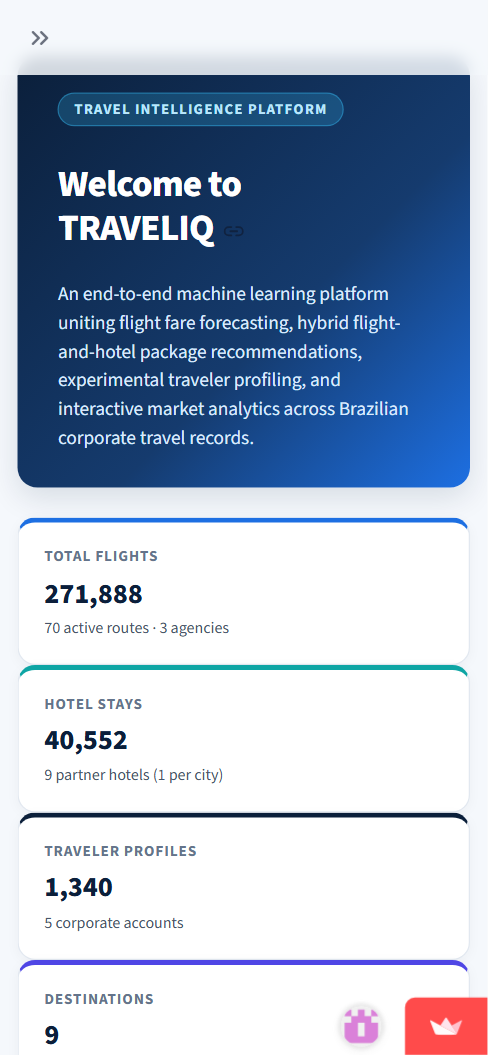 TRAVEL INTELLIGENCE PLATFORM
Welcome to
TRAVELIQ
An end-to-end machine learning platform
uniting flight fare forecasting, hybrid flight-
and-hotel package recommendations,
experimental traveler profiling, and
interactive market analytics across Brazilian
corporate travel records.
TOTAL FLIGHTS
271,888
70 active routes · 3 agencies
HOTEL STAYS
40,552
9 partner hotels (1 per city)
TRAVELER PROFILES
1,340
5 corporate accounts
DESTINATIONS
9